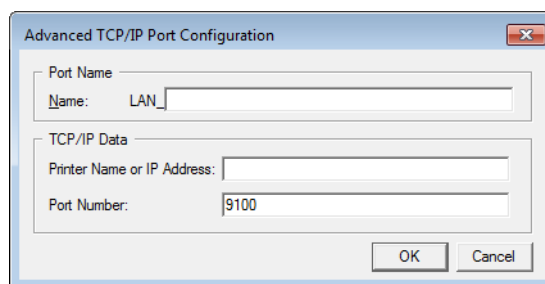 Advanced TCP/IP Port Configuration
Port Name
Name: LAN_
TCP/IP Data
Printer Name or IP Address:
Port Number: 9100
OK Cancel